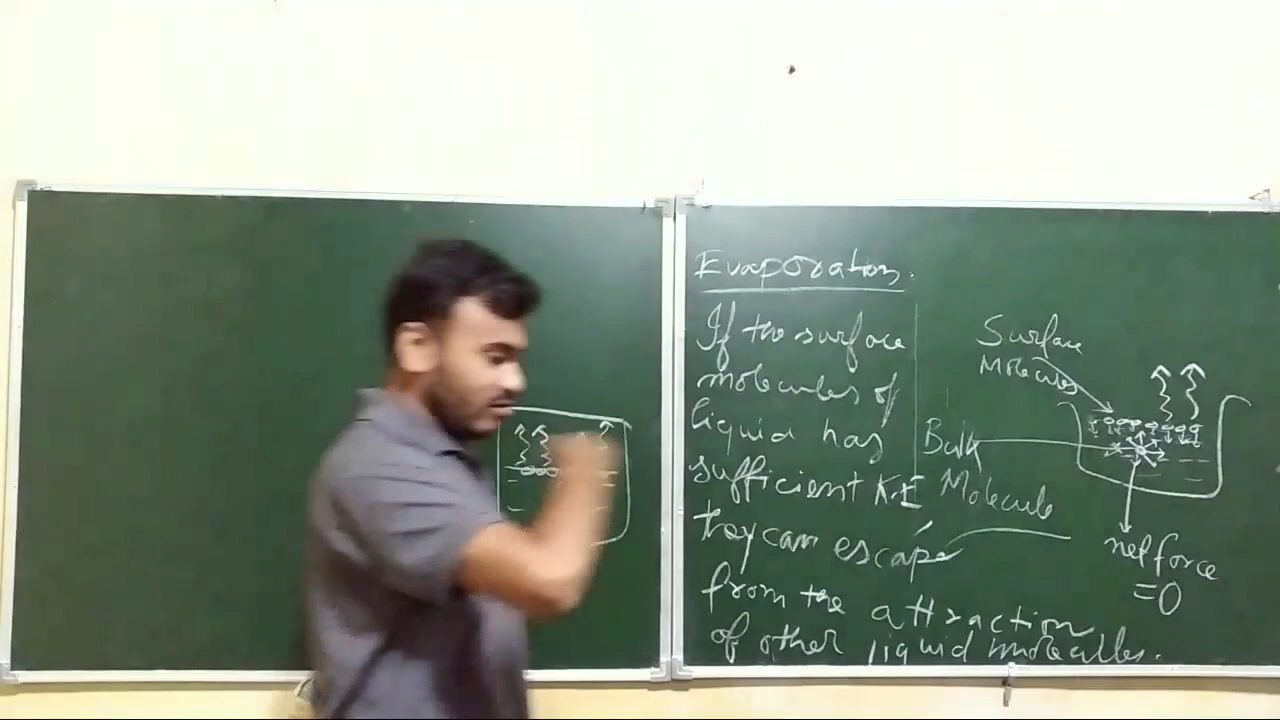 Evaporation.
If the surface
molecules of
liquid has
sufficient K.E
they can escape
from the attraction
of other liquid molecules.
Surface
Molecules
Bulk
Molecule
net force
=0